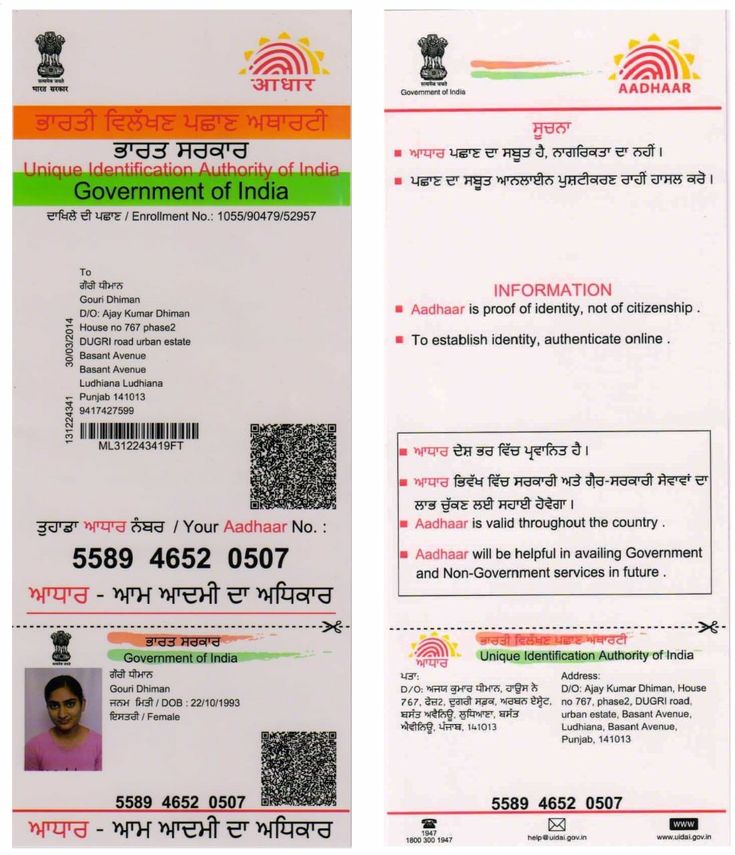 सत्यमेव जयते
भारत सरकार
आधार
ਭਾਰਤੀ ਵਿਲੱਖਣ ਪਛਾਣ ਅਥਾਰਟੀ
ਭਾਰਤ ਸਰਕਾਰ
Unique Identification Authority of India
Government of India
ਦਾਖਿਲੇ ਦੀ ਪਛਾਣ / Enrollment No.: 1055/90479/52957
To
ਗੌਰੀ ਧੀਮਾਨ
Gouri Dhiman
D/O: Ajay Kumar Dhiman
House no 767 phase2
DUGRI road urban estate
Basant Avenue
Basant Avenue
Ludhiana Ludhiana
Punjab 141013
9417427599
131224341 30/03/2014
ML312243419FT
ਤੁਹਾਡਾ ਆਧਾਰ ਨੰਬਰ / Your Aadhaar No. :
5589 4652 0507
ਆਧਾਰ - ਆਮ ਆਦਮੀ ਦਾ ਅਧਿਕਾਰ
ਭਾਰਤ ਸਰਕਾਰ
Government of India
ਗੌਰੀ ਧੀਮਾਨ
Gouri Dhiman
ਜਨਮ ਮਿਤੀ / DOB : 22/10/1993
ਇਸਤਰੀ / Female
5589 4652 0507
ਆਧਾਰ - ਆਮ ਆਦਮੀ ਦਾ ਅਧਿਕਾਰ
सत्यमेव जयते
Government of India
AADHAAR
ਸੂਚਨਾ
ਆਧਾਰ ਪਛਾਣ ਦਾ ਸਬੂਤ ਹੈ, ਨਾਗਰਿਕਤਾ ਦਾ ਨਹੀਂ।
ਪਛਾਣ ਦਾ ਸਬੂਤ ਆਨਲਾਈਨ ਪੁਸ਼ਟੀਕਰਣ ਰਾਹੀਂ ਹਾਸਲ ਕਰੋ।
INFORMATION
Aadhaar is proof of identity, not of citizenship .
To establish identity, authenticate online .
ਆਧਾਰ ਦੇਸ਼ ਭਰ ਵਿੱਚ ਪ੍ਰਵਾਨਿਤ ਹੈ।
ਆਧਾਰ ਭਿਵੱਖ ਵਿੱਚ ਸਰਕਾਰੀ ਅਤੇ ਗੈਰ-ਸਰਕਾਰੀ ਸੇਵਾਵਾਂ ਦਾ
ਲਾਭ ਚੁੱਕਣ ਲਈ ਸਹਾਈ ਹੋਵੇਗਾ।
Aadhaar is valid throughout the country .
Aadhaar will be helpful in availing Government
and Non-Government services in future .
ਆਧਾਰ
ਭਾਰਤੀ ਵਿਲੱਖਣ ਪਛਾਣ ਅਥਾਰਟੀ
Unique Identification Authority of India
ਪਤਾ:
D/O: ਅਜਯ ਕੁਮਾਰ ਧੀਮਾਨ, ਹਾਊਸ ਨੋ
767, ਫੇਜ਼2, ਦੁਗਰੀ ਸੜਕ, ਅਰਬਨ ਏਸ੍ਟੇਟ,
ਬਸੰਤ ਅਵੈਨਿਊ, ਲੁਧਿਆਣਾ, ਬਸੰਤ
ਐਵੀਨਿਊ, ਪੰਜਾਬ, 141013
Address:
D/O: Ajay Kumar Dhiman, House
no 767, phase2, DUGRI road,
urban estate, Basant Avenue,
Ludhiana, Basant Avenue,
Punjab, 141013
5589 4652 0507
1947
1800 300 1947
help@uidai.gov.in
WWW
www.uidai.gov.in